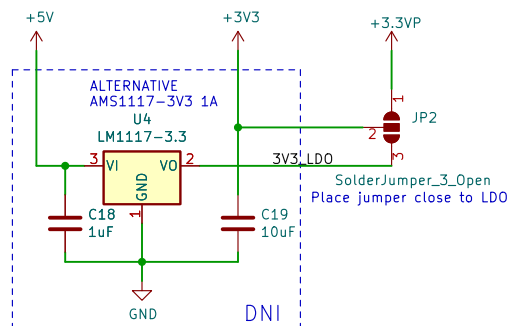 +5V
+3V3
+3.3VP
ALTERNATIVE
AMS1117-3V3 1A
U4
LM1117-3.3
1
JP2
2
3
VI
VO
2
3V3_LDO
3
GND
1
SolderJumper_3_Open
Place jumper close to LDO
C18
1uF
C19
10uF
GND
DNI